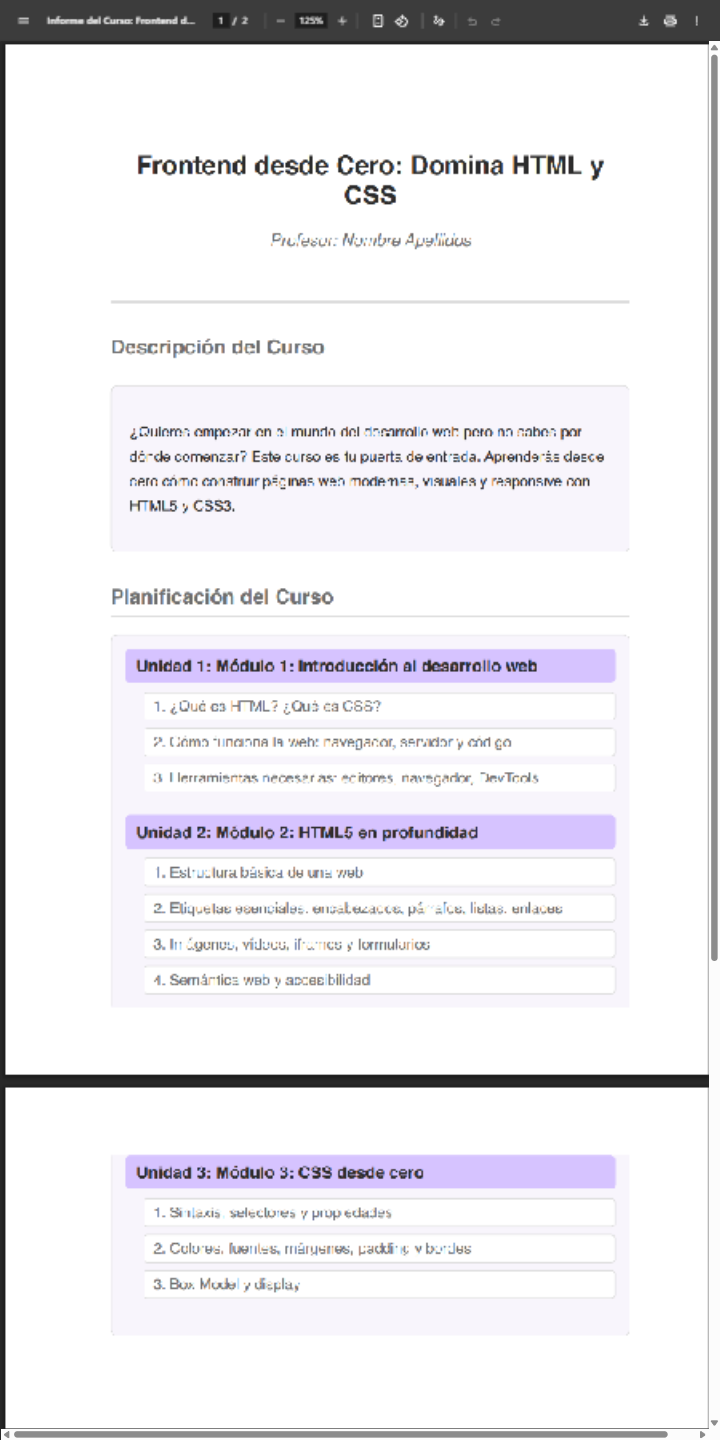 Informe del Curso: Frontend d...
1 / 2
125%
Frontend desde Cero: Domina HTML y
CSS
Profesor: Nombre Apellidos
Descripción del Curso
¿Quieres empezar en el mundo del desarrollo web pero no sabes por
dónde comenzar? Este curso es tu puerta de entrada. Aprenderás desde
cero cómo construir páginas web modernas, visuales y responsive con
HTML5 y CSS3.
Planificación del Curso
Unidad 1: Módulo 1: Introducción al desarrollo web
1. ¿Qué es HTML? ¿Qué es CSS?
2. Cómo funciona la web: navegador, servidor y código
3. Herramientas necesarias: editores, navegador, DevTools
Unidad 2: Módulo 2: HTML5 en profundidad
1. Estructura básica de una web
2. Etiquetas esenciales: encabezados, párrafos, listas, enlaces
3. Imágenes, vídeos, iframes y formularios
4. Semántica web y accesibilidad
Unidad 3: Módulo 3: CSS desde cero
1. Sintaxis, selectores y propiedades
2. Colores, fuentes, márgenes, padding y bordes
3. Box Model y display